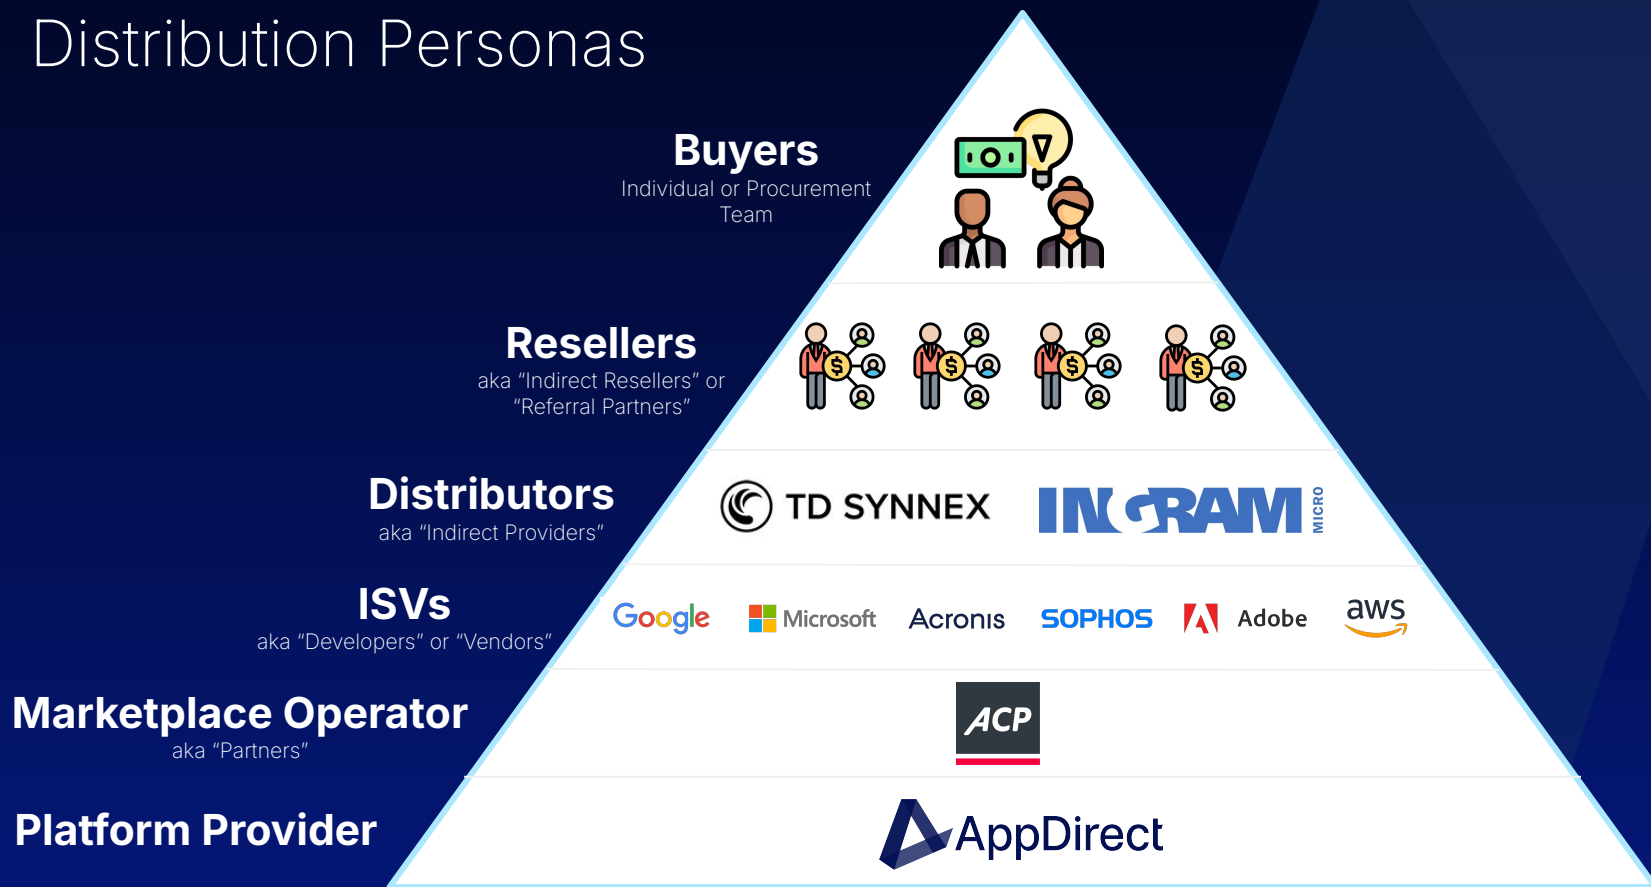 Distribution Personas
Buyers
Individual or Procurement
Team
Resellers
aka “Indirect Resellers” or
“Referral Partners”
Distributors
aka “Indirect Providers”
TD SYNNEX
INGRAM MICRO
ISVs
aka “Developers” or “Vendors”
Google
Microsoft
Acronis
SOPHOS
Adobe
aws
Marketplace Operator
aka “Partners”
ACP
Platform Provider
AppDirect